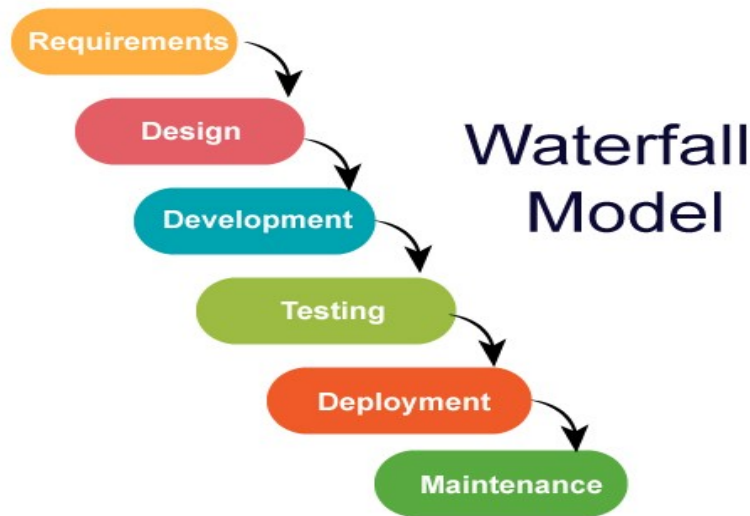 Requirements
Design
Waterfall
Model
Development
Testing
Deployment
Maintenance